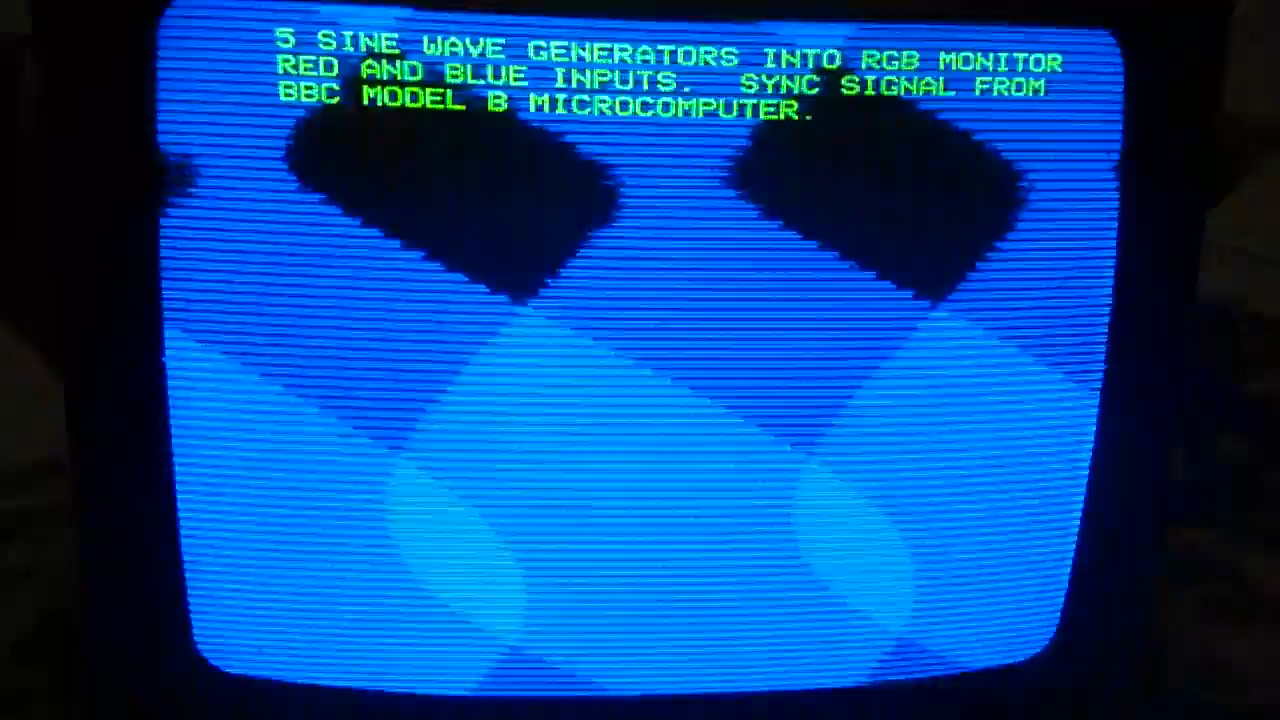 5 SINE WAVE GENERATORS INTO RGB MONITOR
RED AND BLUE INPUTS.  SYNC SIGNAL FROM
BBC MODEL B MICROCOMPUTER.